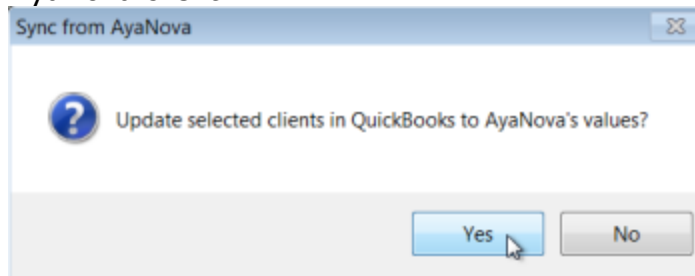 Sync from AyaNova
Update selected clients in QuickBooks to AyaNova's values?
Yes
No